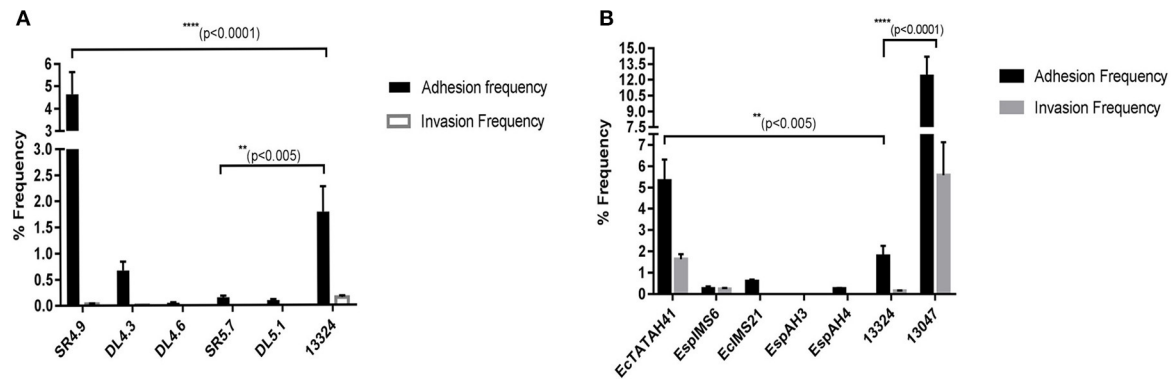 A
****(p<0.0001)
6
5
4
3
3.0
2.5
2.0
1.5
1.0
0.5
0.0
% Frequency
**(p<0.005)
Adhesion frequency
Invasion Frequency
SR4.9
DL4.3
DL4.6
SR5.7
DL5.1
13324
B
****(p<0.0001)
15.0
13.5
12.0
10.5
9.0
7.5
7
6
5
4
3
2
1
0
% Frequency
**(p<0.005)
Adhesion Frequency
Invasion Frequency
EcTATAH41
EspIMS6
EclMS21
EspAH3
EspAH4
13324
13047